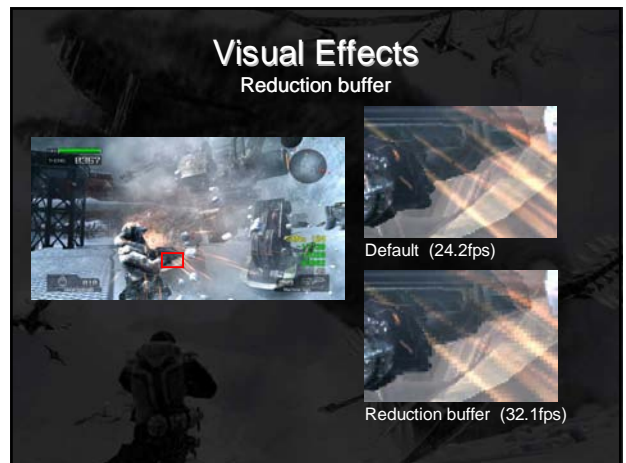 Visual Effects
Reduction buffer
Default (24.2fps)
Reduction buffer (32.1fps)